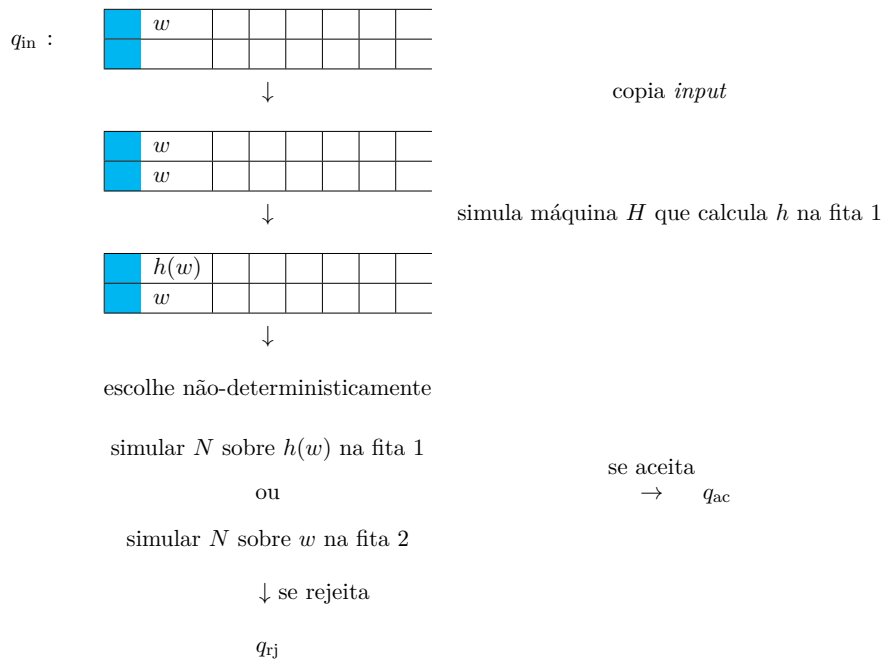 q_in : w
↓ copia input
w
w
↓ simula máquina H que calcula h na fita 1
h(w)
w
↓
escolhe não-deterministicamente
simular N sobre h(w) na fita 1
ou
simular N sobre w na fita 2
se aceita
→ q_ac
↓ se rejeita
q_rj